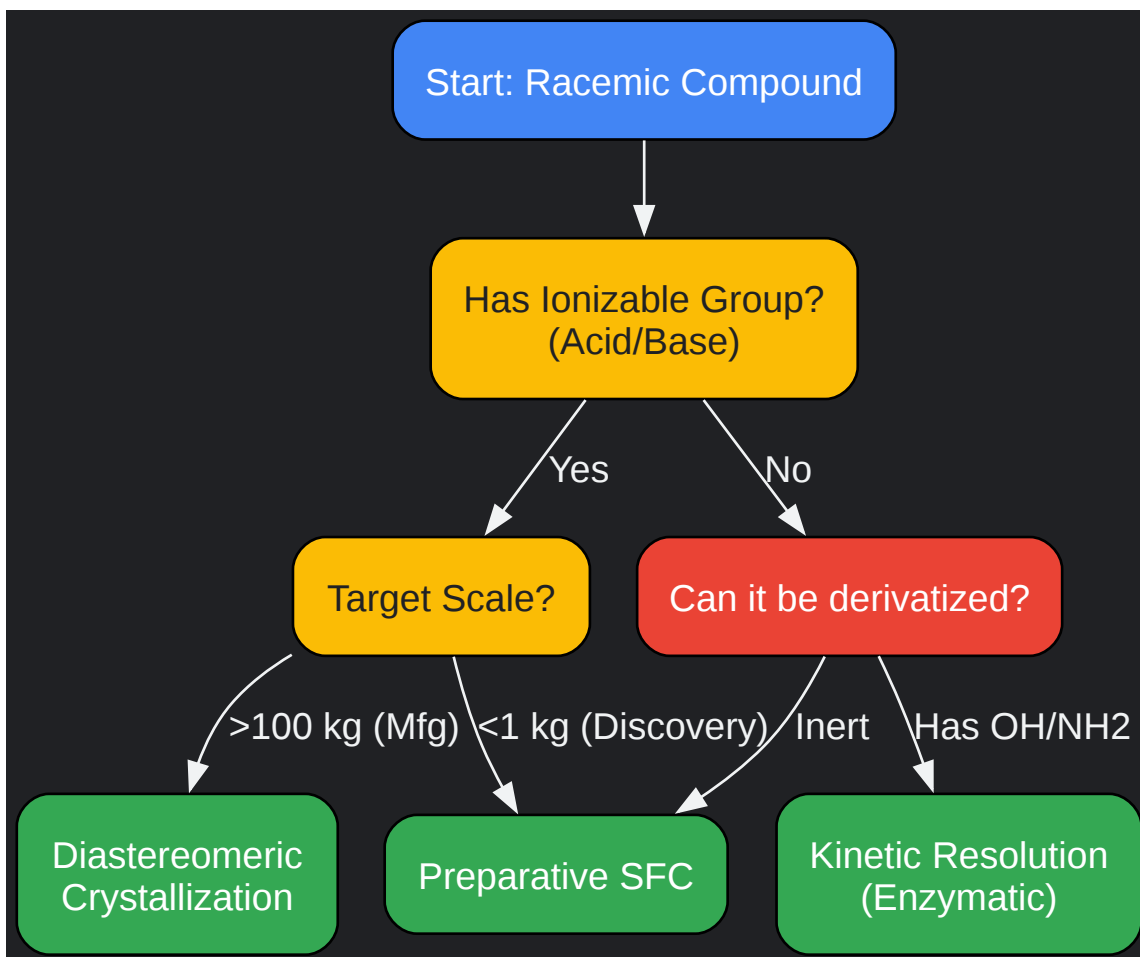 Start: Racemic Compound
Has Ionizable Group?
(Acid/Base)
Yes
No
Target Scale?
Can it be derivatized?
>100 kg (Mfg)
<1 kg (Discovery)
Inert
Has OH/NH2
Diastereomeric
Crystallization
Preparative SFC
Kinetic Resolution
(Enzymatic)